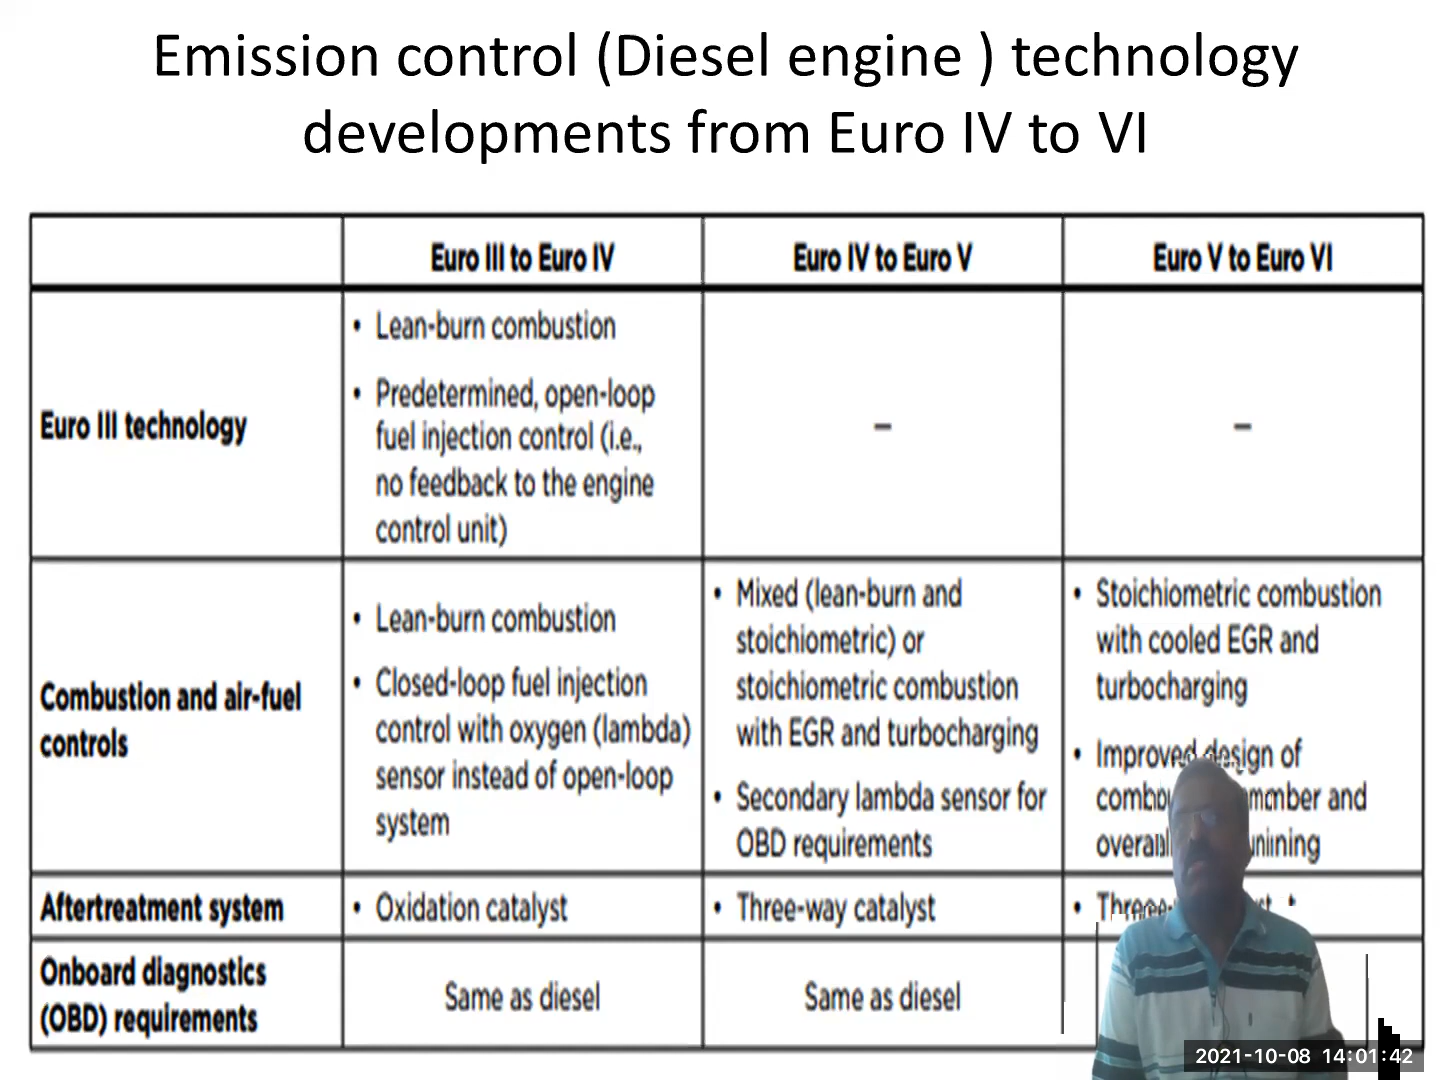 Emission control (Diesel engine ) technology
developments from Euro IV to VI
Euro III to Euro IV
Euro IV to Euro V
Euro V to Euro VI
Euro III technology
• Lean-burn combustion
• Predetermined, open-loop
fuel injection control (i.e.,
no feedback to the engine
control unit)
–
–
Combustion and air-fuel
controls
• Lean-burn combustion
• Closed-loop fuel injection
control with oxygen (lambda)
sensor instead of open-loop
system
• Mixed (lean-burn and
stoichiometric) or
stoichiometric combustion
with EGR and turbocharging
• Secondary lambda sensor for
OBD requirements
• Stoichiometric combustion
with cooled EGR and
turbocharging
• Improved design of
and
Aftertreatment system
• Oxidation catalyst
• Three-way catalyst
Onboard diagnostics
(OBD) requirements
Same as diesel
Same as diesel
2021-10-08 14:01:42